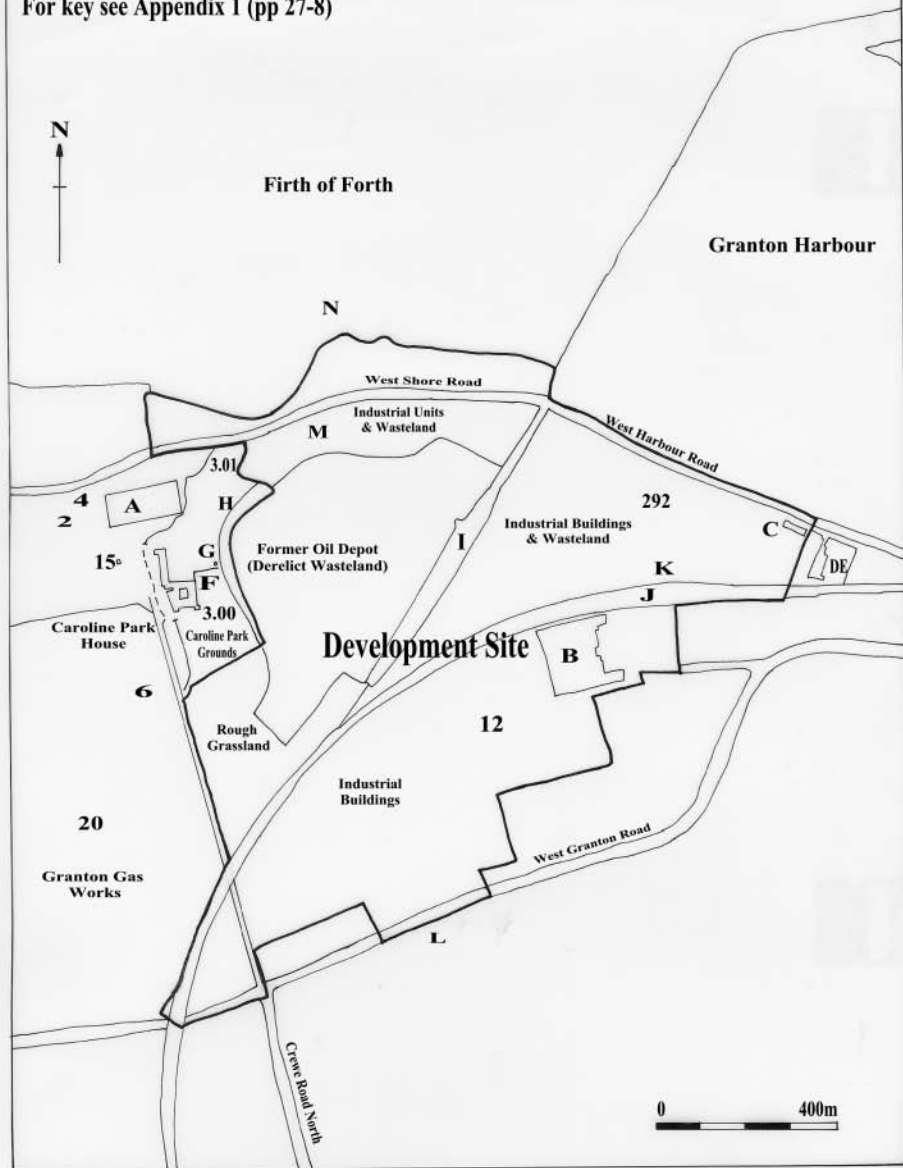 For key see Appendix 1 (pp 27-8)
N
Firth of Forth
Granton Harbour
N
West Shore Road
Industrial Units
& Wasteland
M
West Harbour Road
3.01
4
A
H
292
2
C
Industrial Buildings
& Wasteland
I
G
Former Oil Depot
(Derelict Wasteland)
15
DE
K
F
J
3.00
Caroline Park
House
Caroline Park
Grounds
Development Site
B
6
12
Rough
Grassland
Industrial
Buildings
20
West Granton Road
Granton Gas
Works
L
Crewe Road North
0 400m